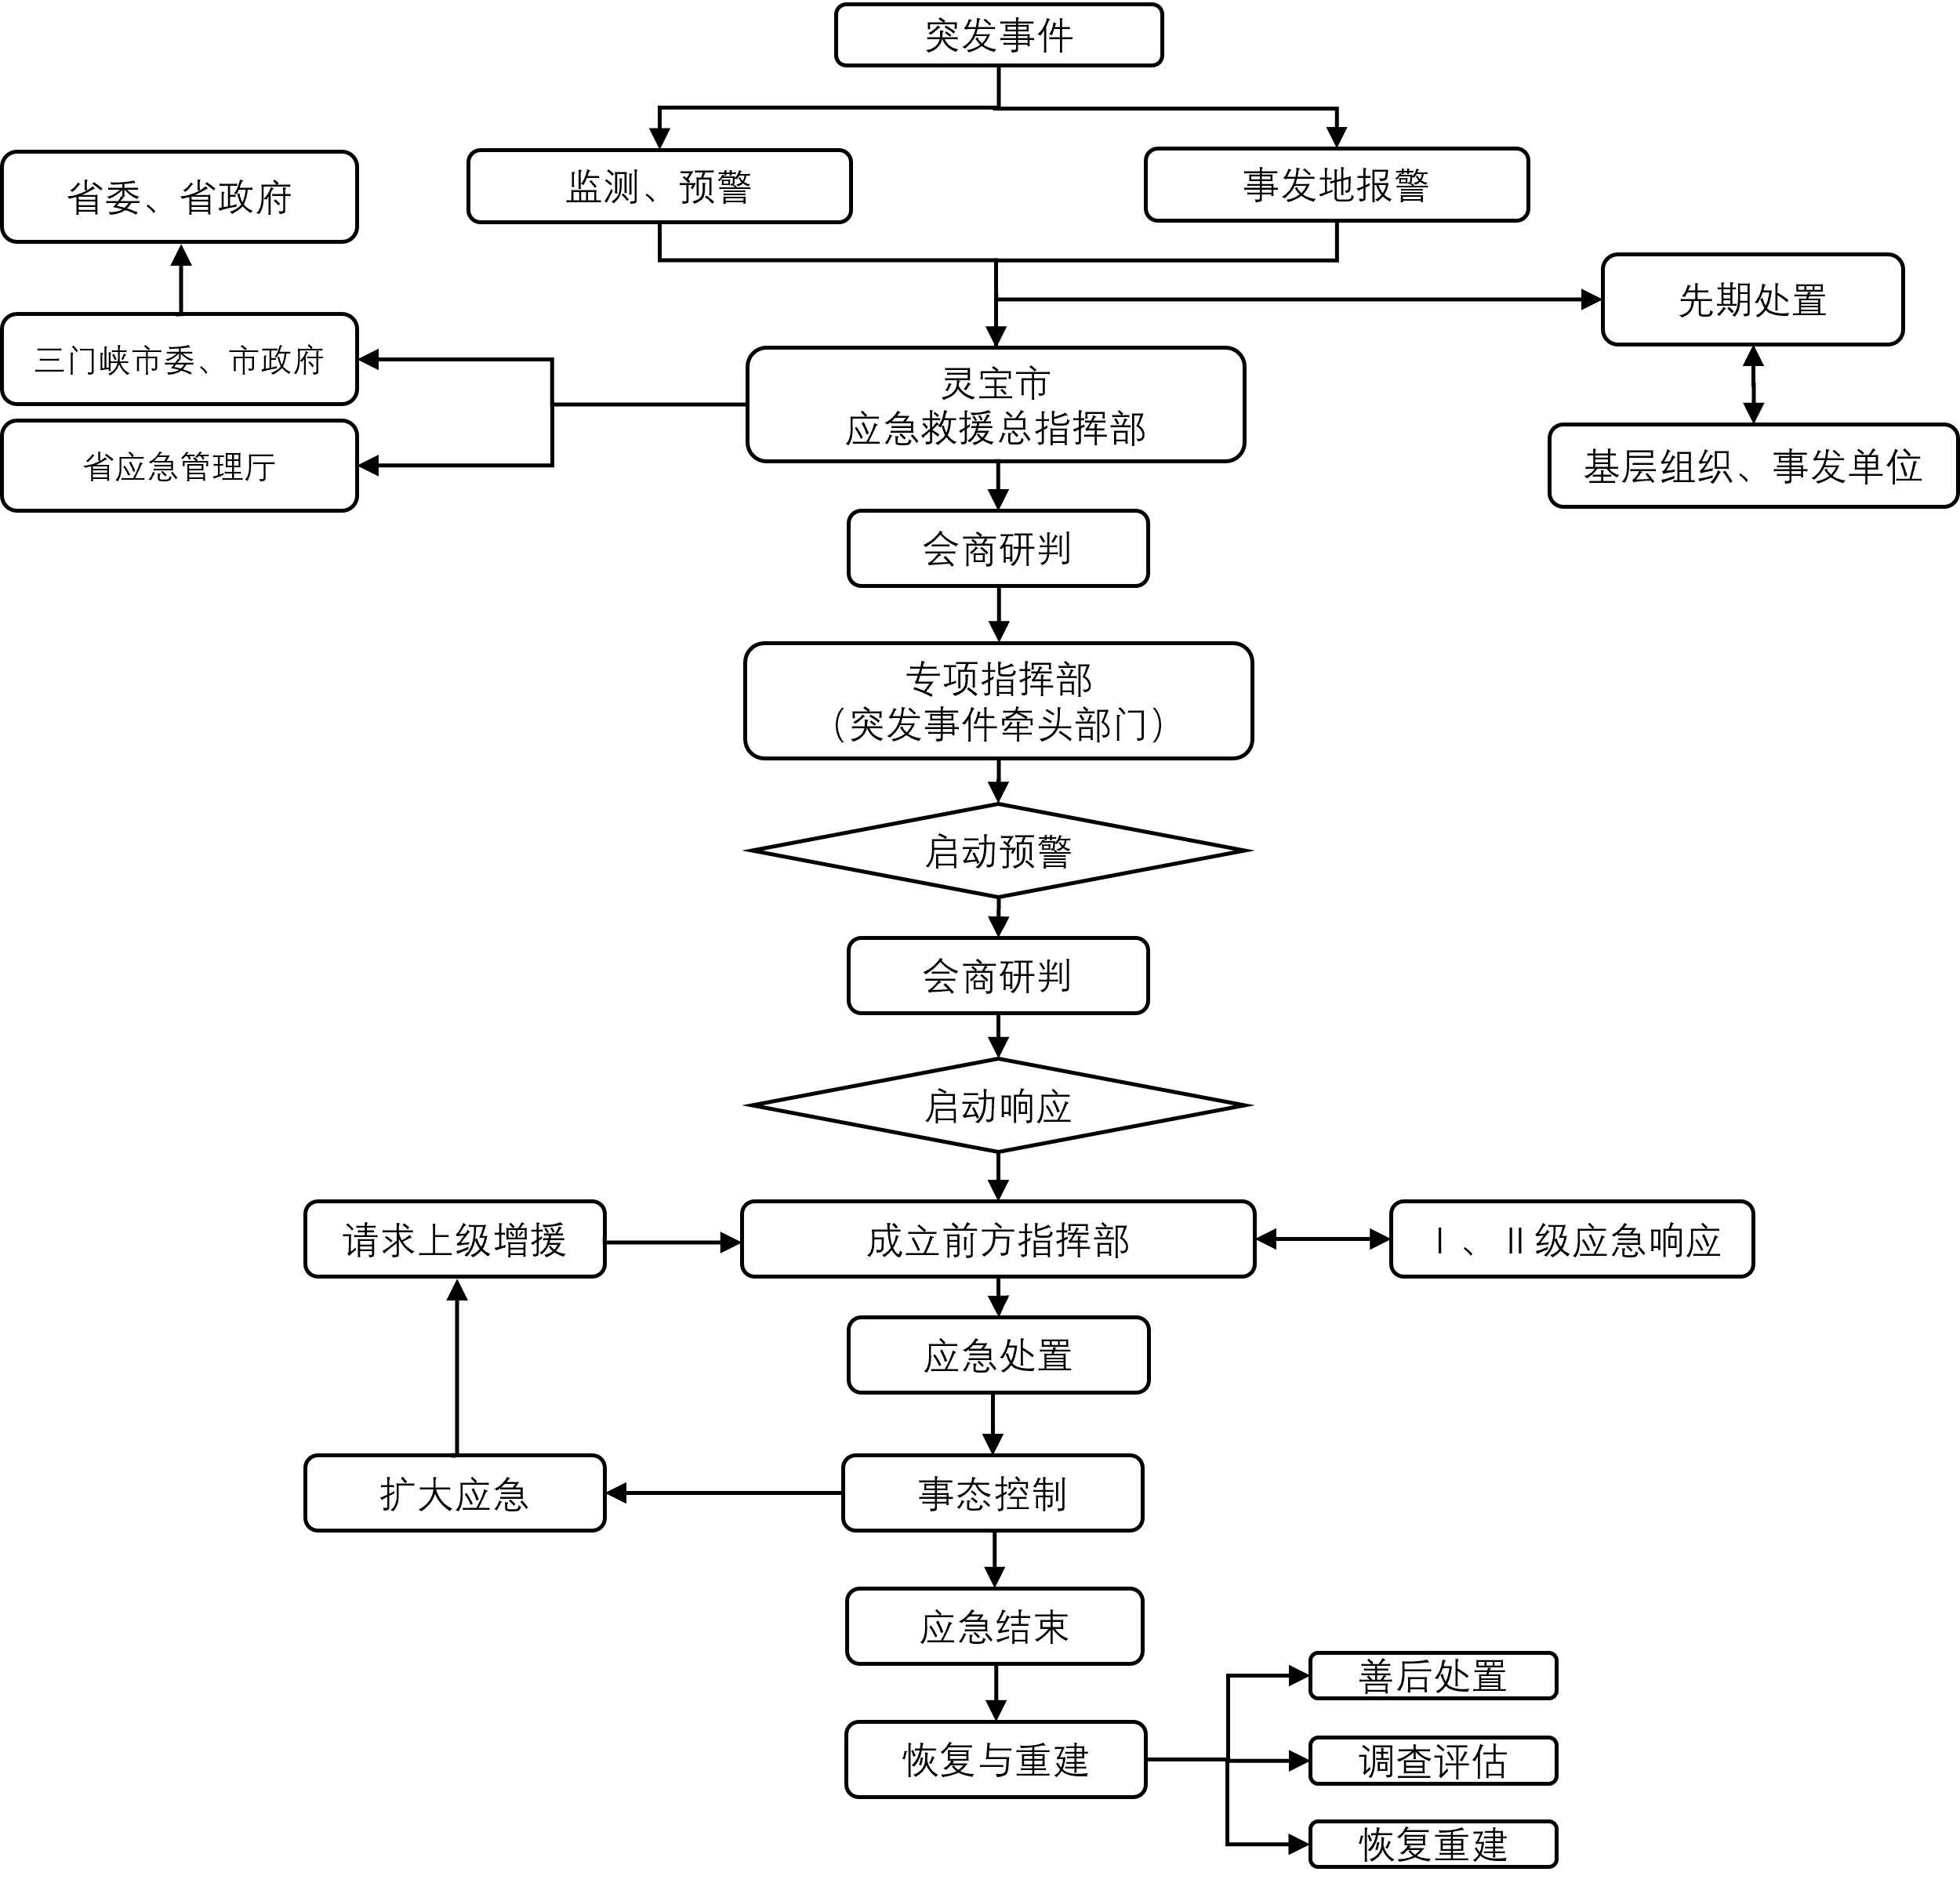 突发事件
监测、预警
事发地报警
省委、省政府
先期处置
三门峡市委、市政府
灵宝市
应急救援总指挥部
省应急管理厅
基层组织、事发单位
会商研判
专项指挥部
（突发事件牵头部门）
启动预警
会商研判
启动响应
请求上级增援
成立前方指挥部
Ⅰ、Ⅱ级应急响应
应急处置
扩大应急
事态控制
应急结束
善后处置
恢复与重建
调查评估
恢复重建